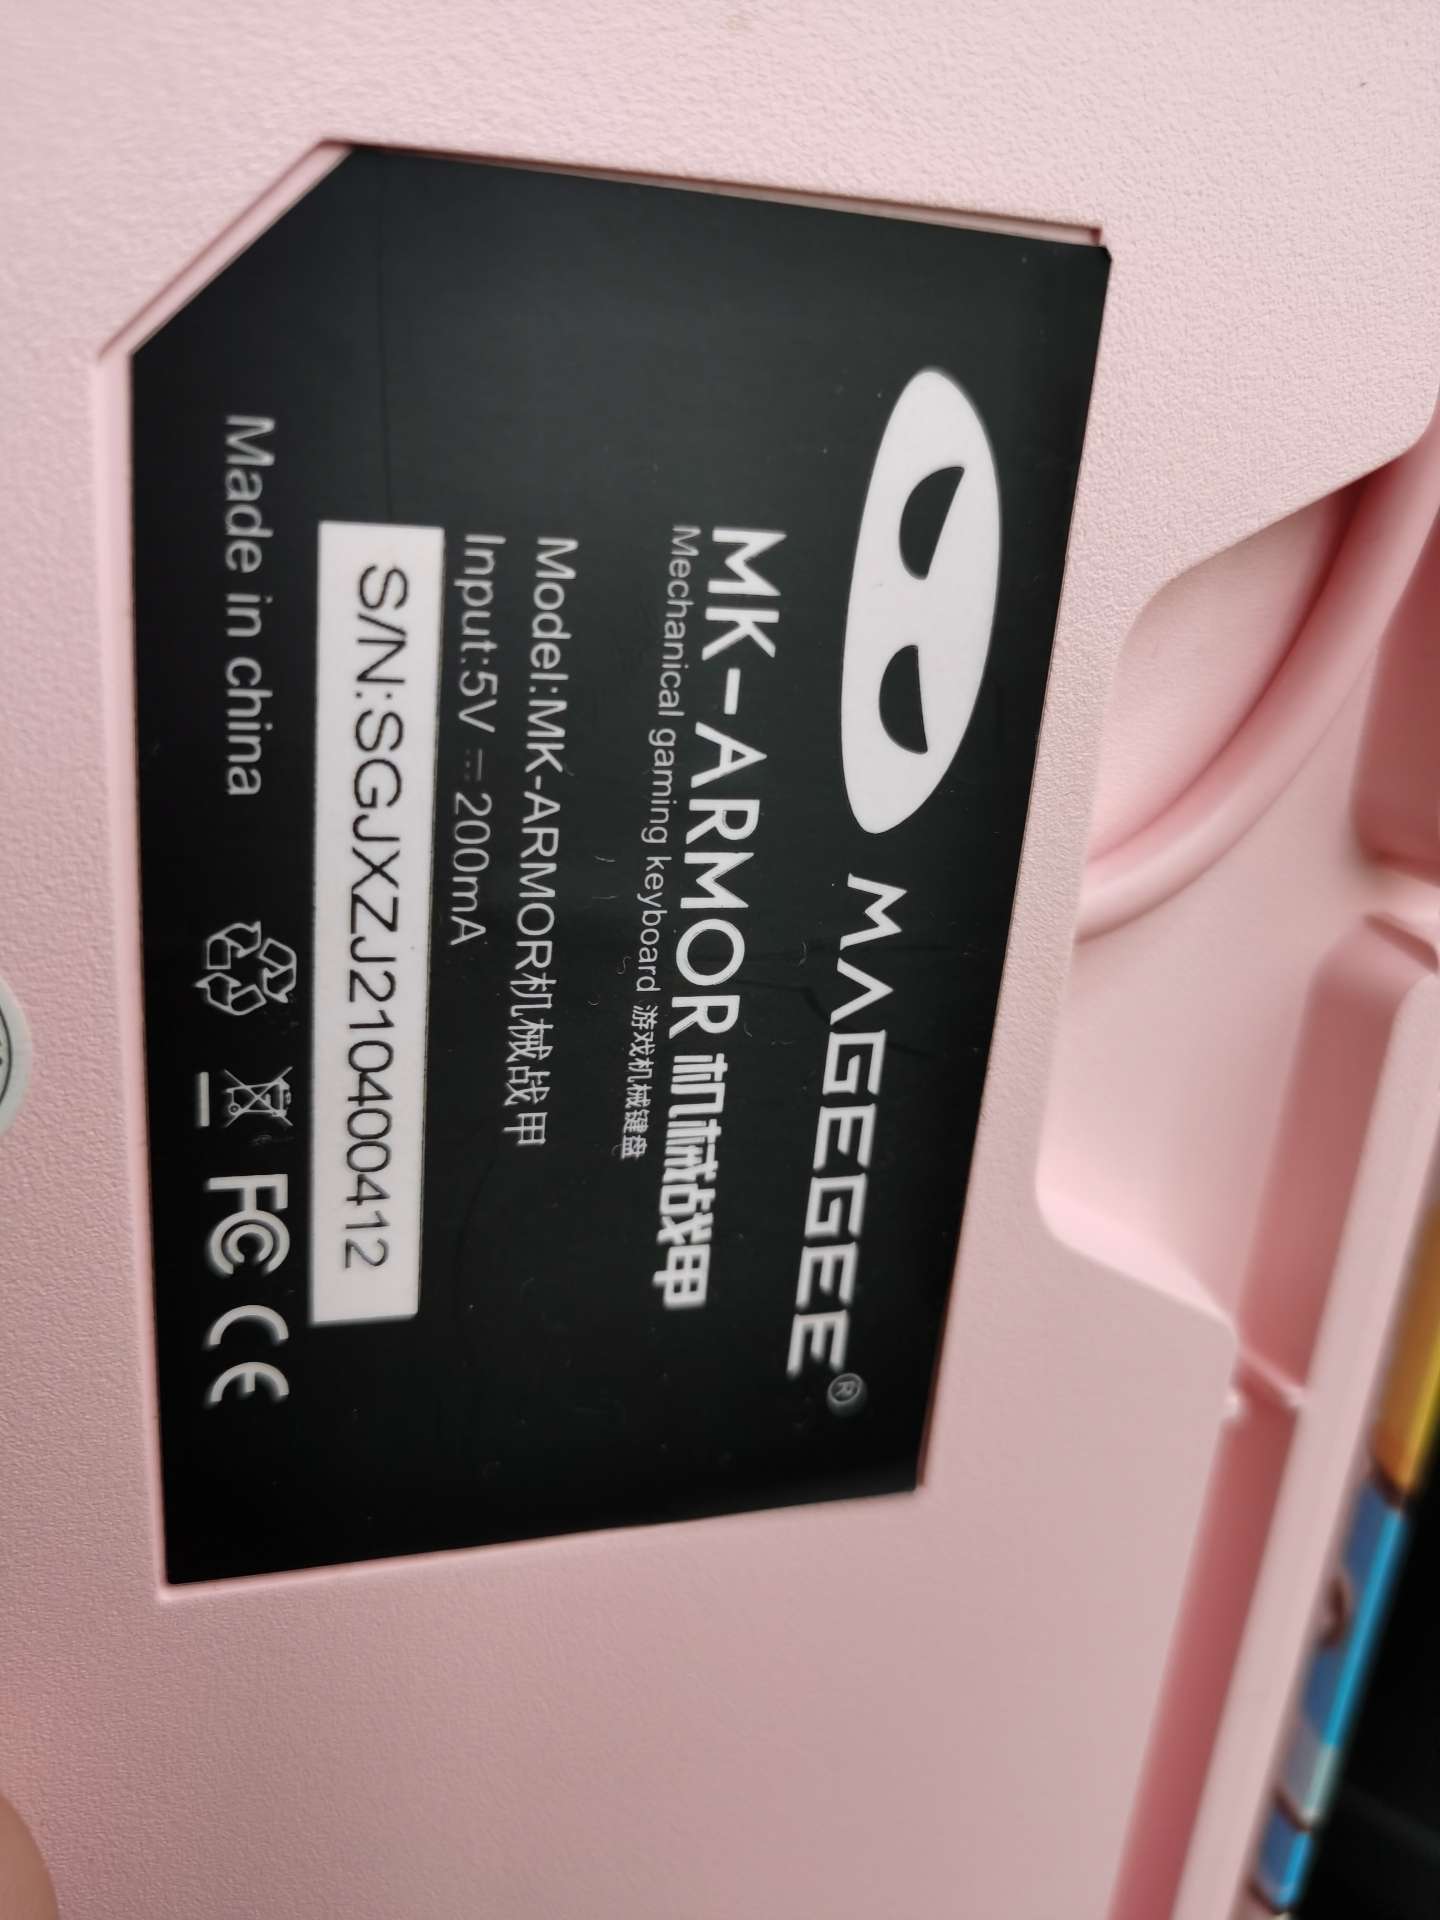 MAGEGEE®
MK-ARMOR 机械战甲
Mechanical gaming keyboard 游戏机械键盘
Model:MK-ARMOR机械战甲
Input:5V⎓200mA
S/N:SGJXZJ210400412
Made in china
FC CE